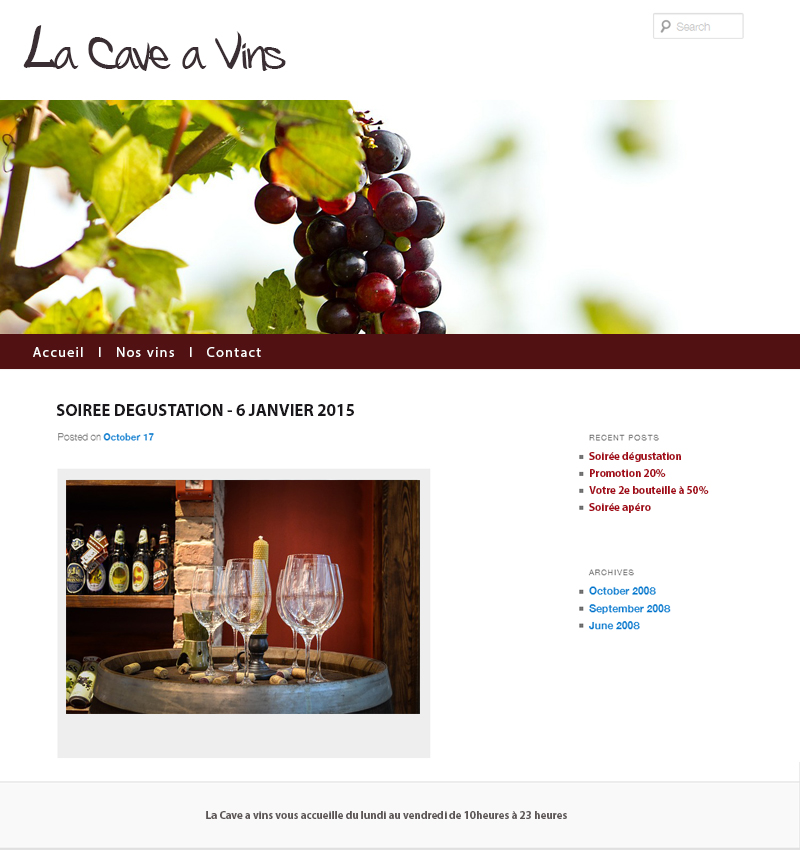 La Cave a Vins
Search
Accueil | Nos vins | Contact
SOIREE DEGUSTATION - 6 JANVIER 2015
Posted on October 17
RECENT POSTS
Soirée dégustation
Promotion 20%
Votre 2e bouteille à 50%
Soirée apéro
ARCHIVES
October 2008
September 2008
June 2008
La Cave a vins vous accueille du lundi au vendredi de 10heures à 23 heures